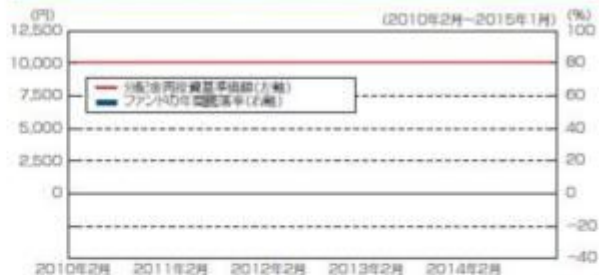 (円) (2010年2月~2015年1月) (%)
12,500 100
10,000 80
分配金再投資基準価額(左軸)
ファンドの年間騰落率(右軸)
7,500 60
5,000 40
2,500 20
0 0
-20
-40
2010年2月 2011年2月 2012年2月 2013年2月 2014年2月